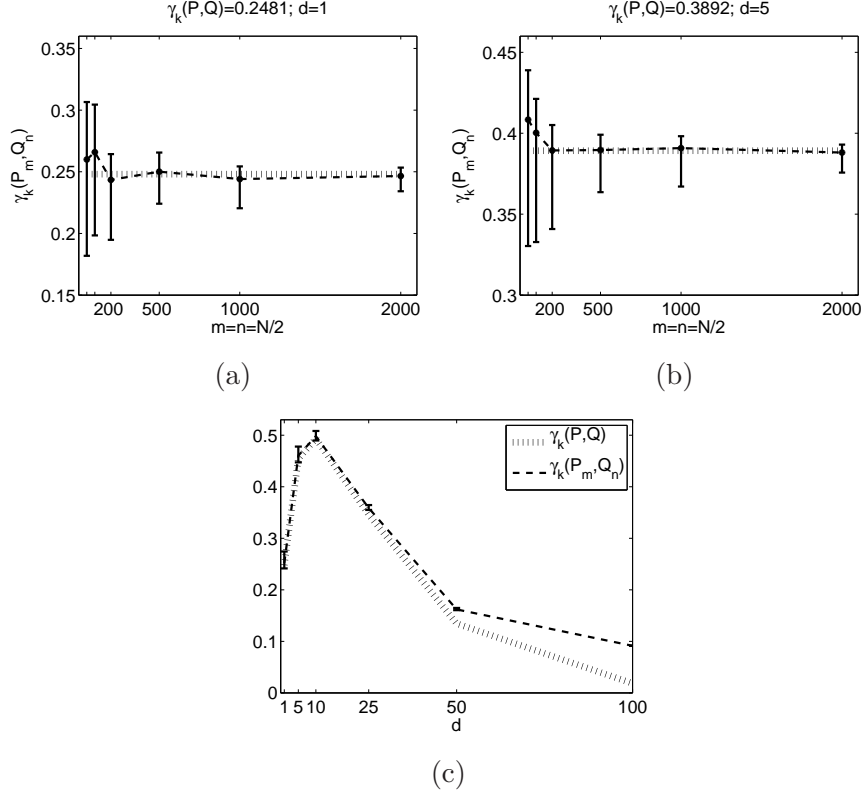 γk(P,Q)=0.2481; d=1
0.35
0.3
0.25
0.2
0.15
γk(Pm,Qn)
200 500 1000 2000
m=n=N/2
(a)
γk(P,Q)=0.3892; d=5
0.45
0.4
0.35
0.3
γk(Pm,Qn)
200 500 1000 2000
m=n=N/2
(b)
0.5
0.4
0.3
0.2
0.1
0
1 5 10 25 50 100
d
γk(P,Q)
γk(Pm,Qn)
(c)